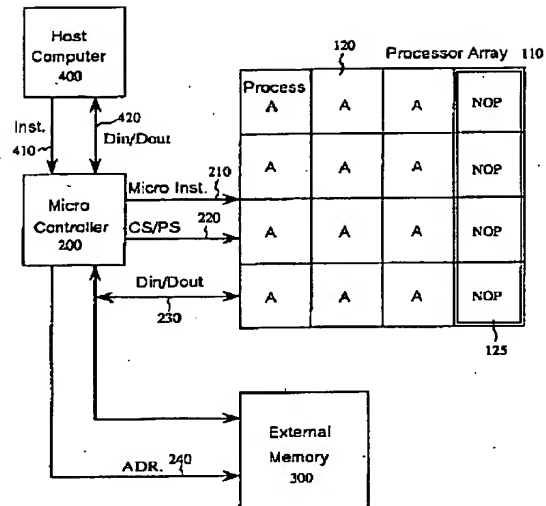 Host
Computer
400
Inst.
410
420
Din/Dout
Micro
Controller
200
Micro Inst.
210
CS/PS
220
Din/Dout
230
ADR.
240
External
Memory
300
120
Processor Array
110
Process
A A A NOP
A A A NOP
A A A NOP
A A A NOP
125